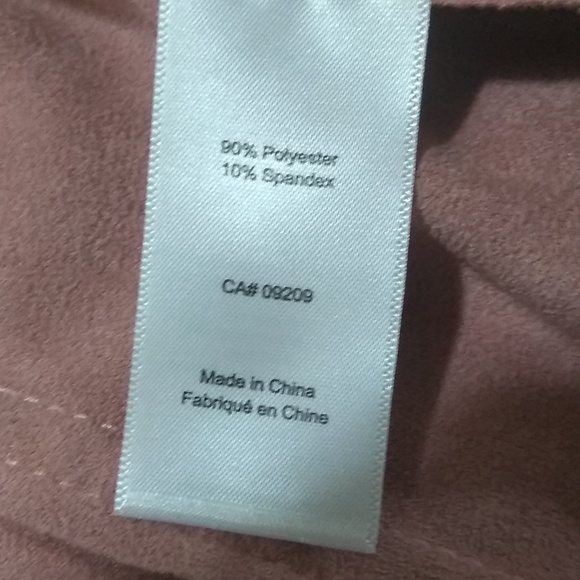 90% Polyester
10% Spandex
CA# 09209
Made in China
Fabriqué en Chine